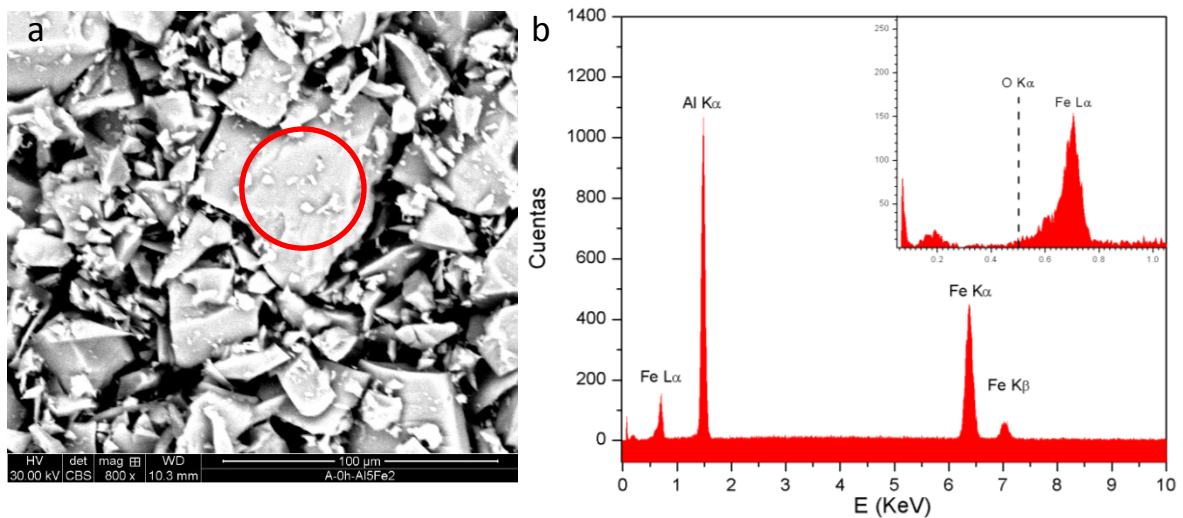 a
HV det mag ⊞ WD
30.00 kV CBS 800 x 10.3 mm
100 µm
A-0h-Al5Fe2
b
Cuentas
1400
1200
1000
800
600
400
200
0
Al Kα
Fe Lα
Fe Kα
Fe Kβ
0 1 2 3 4 5 6 7 8 9 10
E (KeV)
250
200
150
100
50
O Kα
Fe Lα
0.2 0.4 0.6 0.8 1.0